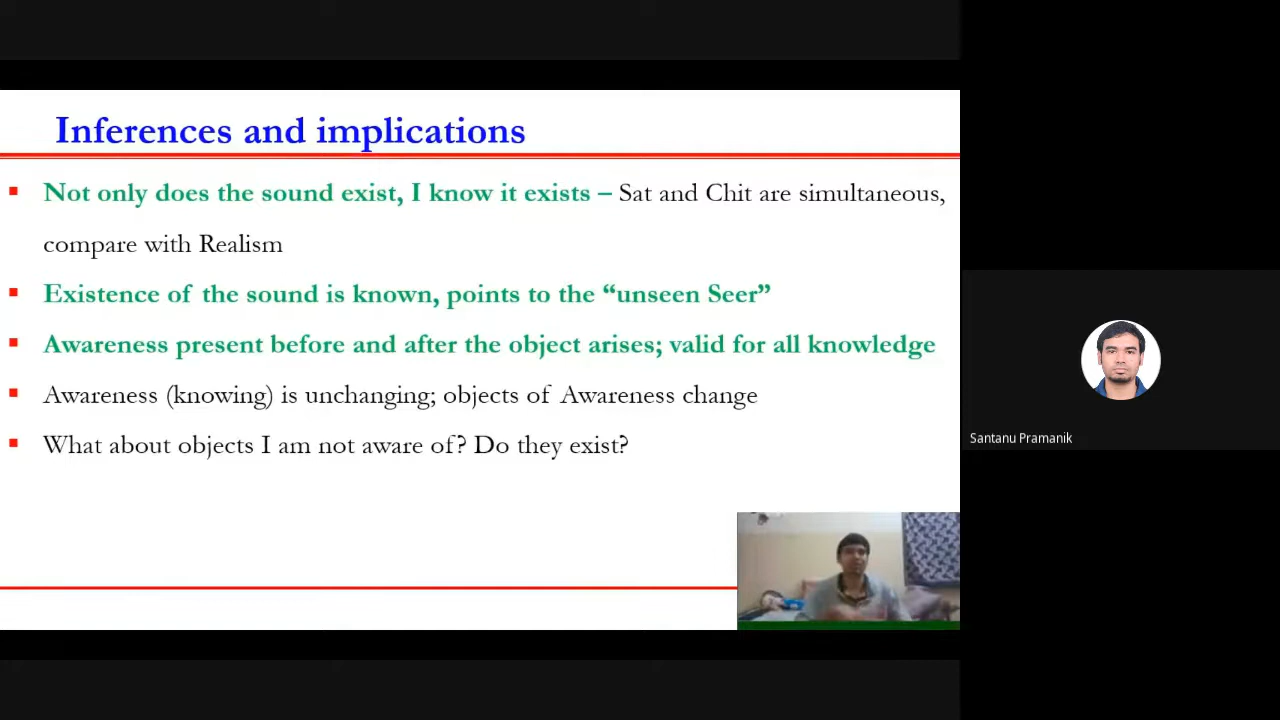 Inferences and implications
▪ Not only does the sound exist, I know it exists – Sat and Chit are simultaneous,
compare with Realism
▪ Existence of the sound is known, points to the “unseen Seer”
▪ Awareness present before and after the object arises; valid for all knowledge
▪ Awareness (knowing) is unchanging; objects of Awareness change
▪ What about objects I am not aware of? Do they exist?
Santanu Pramanik